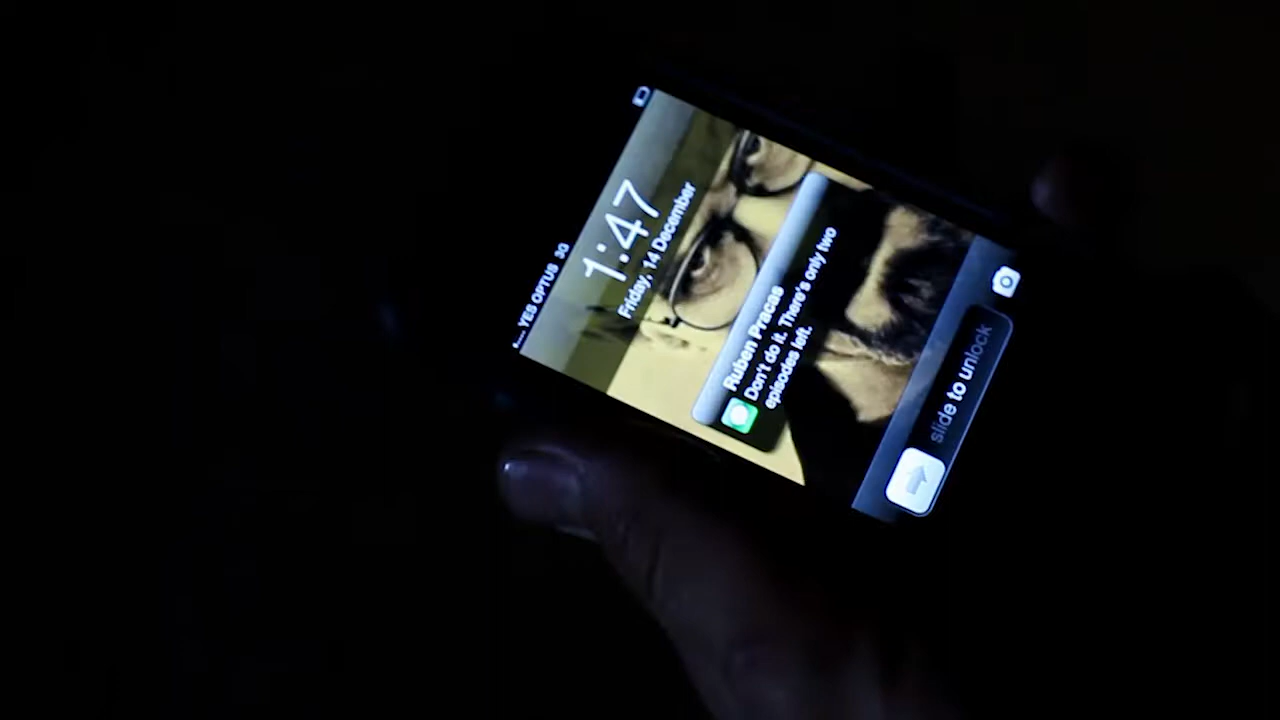 YES OPTUS 3G
1:47
Friday, 14 December
Ruben Pracas
Don't do it. There's only two
episodes left.
slide to unlock